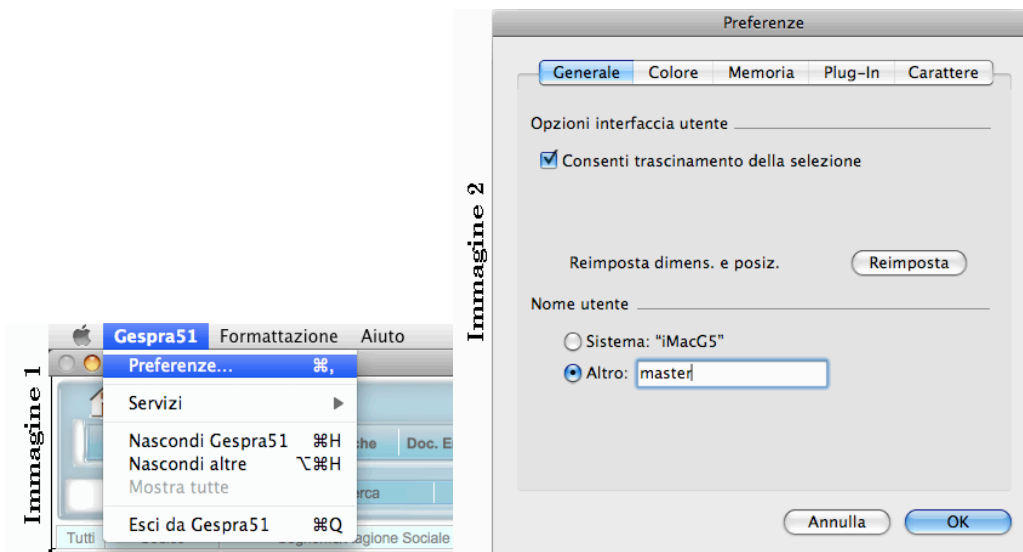 Immagine 1
Gespra51 Formattazione Aiuto
Preferenze... ⌘,
Servizi ▶
Nascondi Gespra51 ⌘H
Nascondi altre ⌥⌘H
Mostra tutte
Esci da Gespra51 ⌘Q
Doc. E
Tutti
agione Sociale
Immagine 2
Preferenze
Generale Colore Memoria Plug-In Carattere
Opzioni interfaccia utente
Consenti trascinamento della selezione
Reimposta dimens. e posiz. Reimposta
Nome utente
Sistema: "iMacG5"
Altro: master
Annulla OK